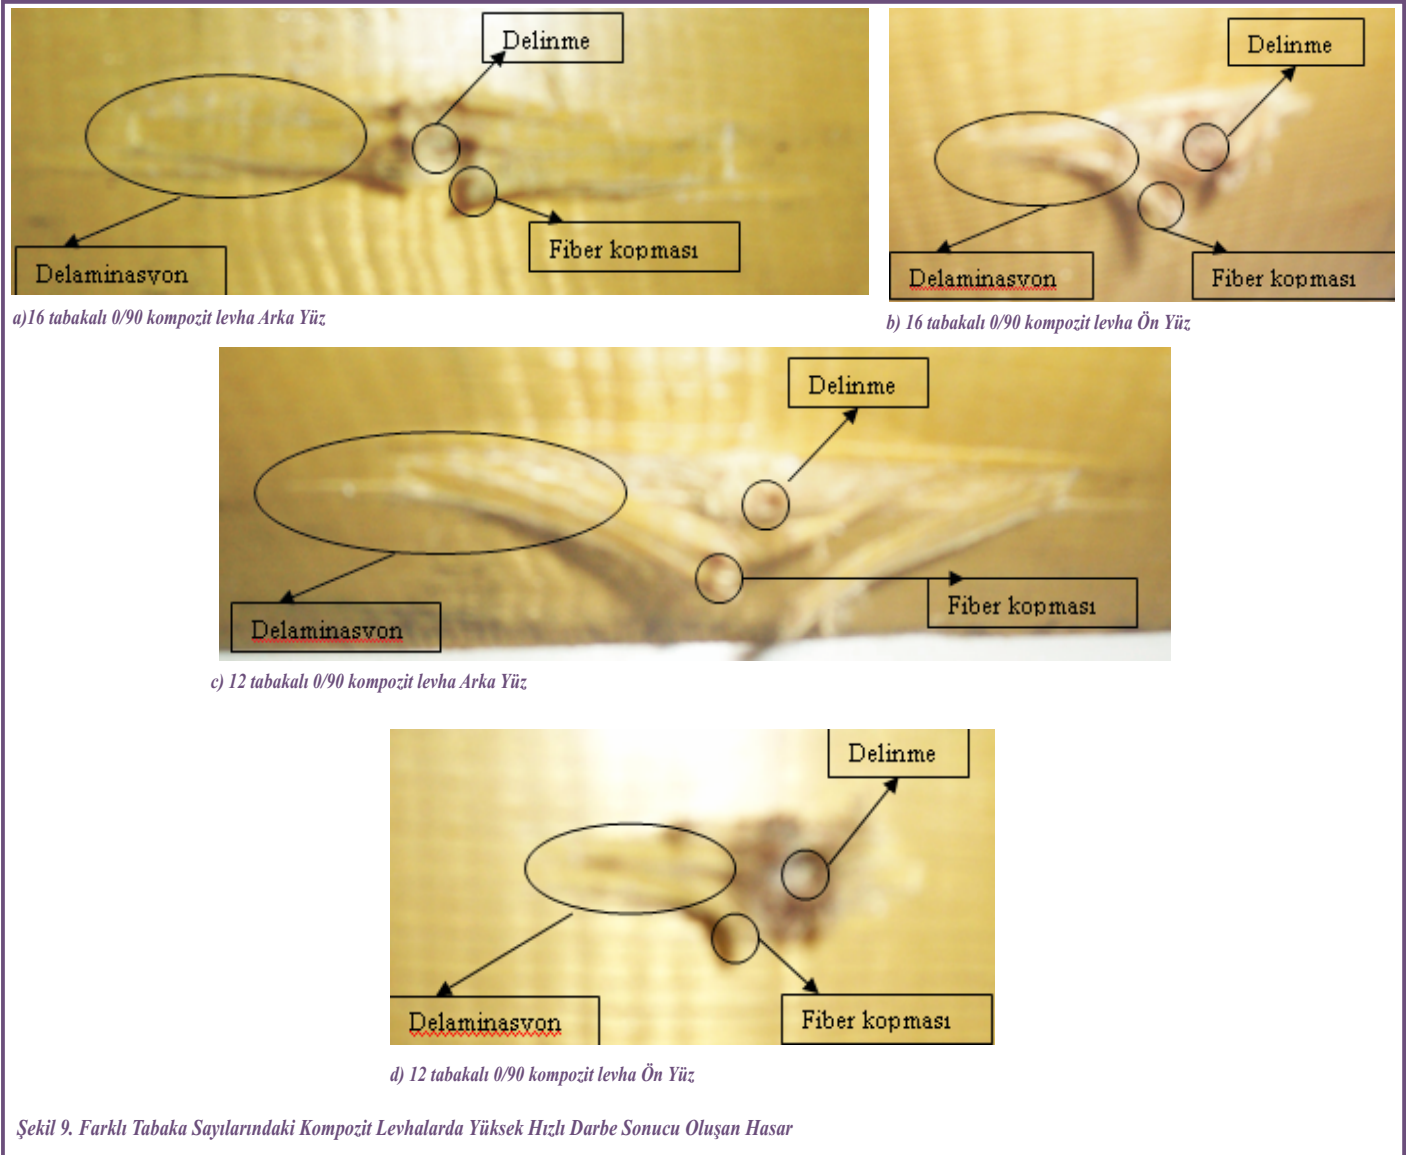 Delinme
Fiber kopması
Delaminasyon
a)16 tabakalı 0/90 kompozit levha Arka Yüz
Delinme
Delaminasyon
Fiber kopması
b) 16 tabakalı 0/90 kompozit levha Ön Yüz
Delinme
Fiber kopması
Delaminasyon
c) 12 tabakalı 0/90 kompozit levha Arka Yüz
Delinme
Delaminasyon
Fiber kopması
d) 12 tabakalı 0/90 kompozit levha Ön Yüz
Şekil 9. Farklı Tabaka Sayılarındaki Kompozit Levhalarda Yüksek Hızlı Darbe Sonucu Oluşan Hasar